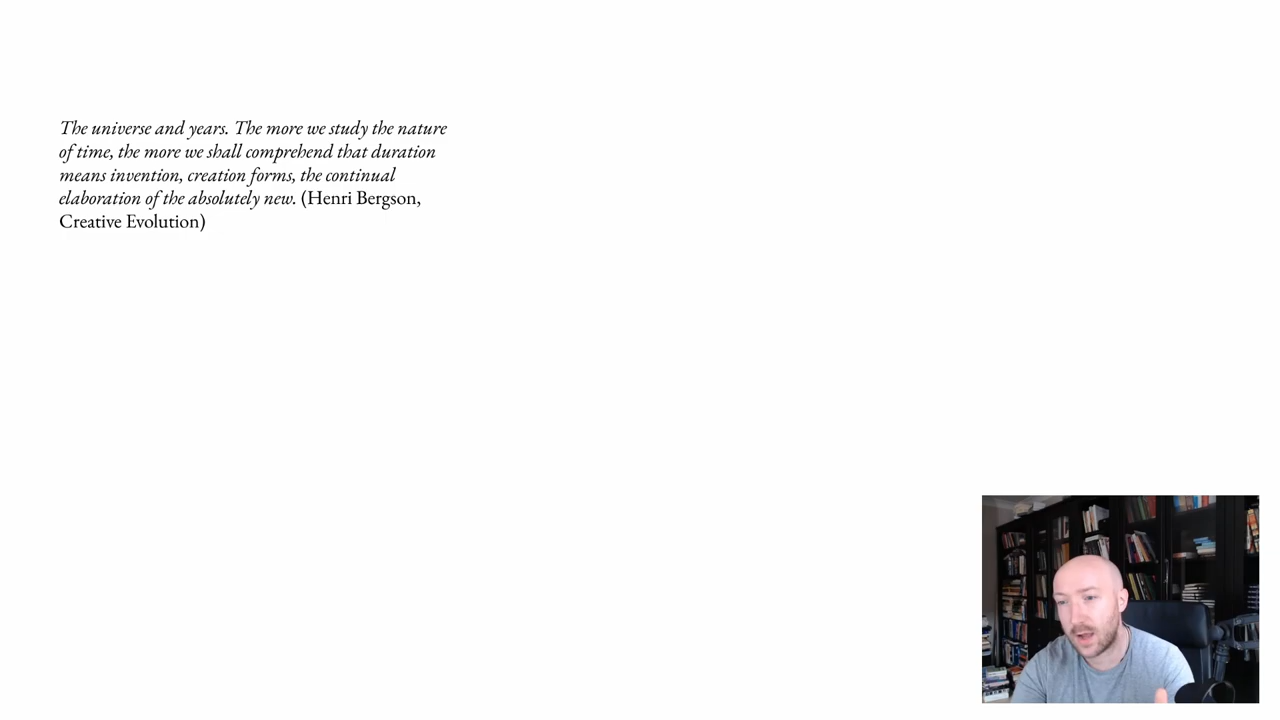 The universe and years. The more we study the nature
of time, the more we shall comprehend that duration
means invention, creation forms, the continual
elaboration of the absolutely new. (Henri Bergson,
Creative Evolution)